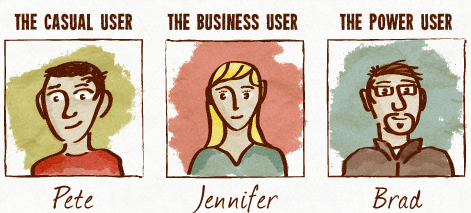 THE CASUAL USER
THE BUSINESS USER
THE POWER USER
Pete
Jennifer
Brad